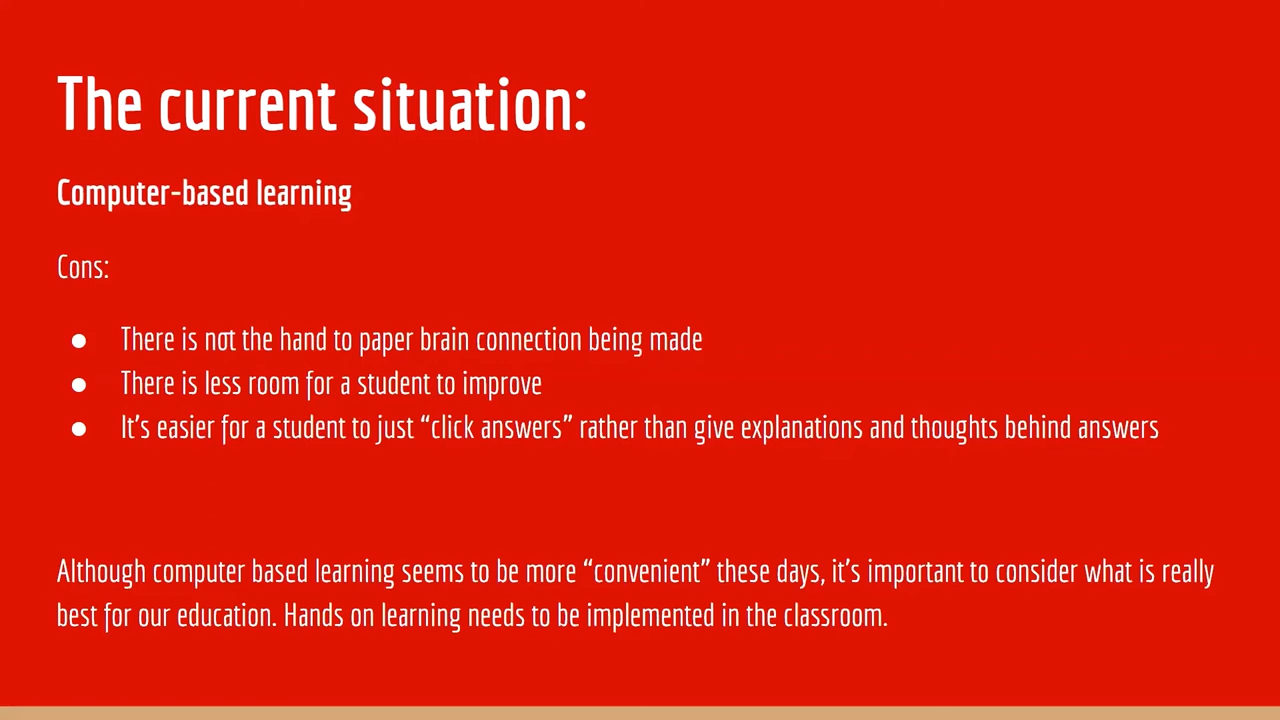 The current situation:
Computer-based learning
Cons:
● There is not the hand to paper brain connection being made
● There is less room for a student to improve
● It's easier for a student to just “click answers” rather than give explanations and thoughts behind answers
Although computer based learning seems to be more “convenient” these days, it's important to consider what is really
best for our education. Hands on learning needs to be implemented in the classroom.